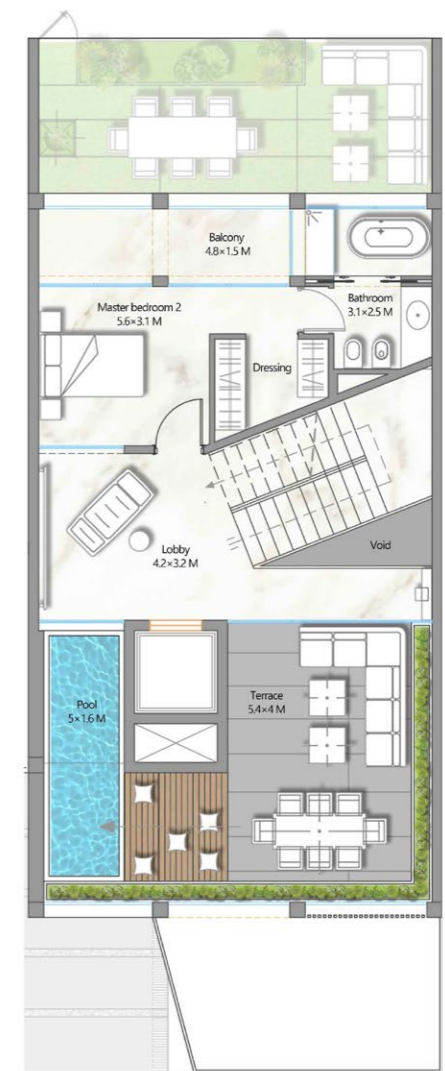 Balcony
4.8×1.5 M
Master bedroom 2
5.6×3.1 M
Bathroom
3.1×2.5 M
Dressing
Lobby
4.2×3.2 M
Void
Pool
5×1.6 M
Terrace
5.4×4 M